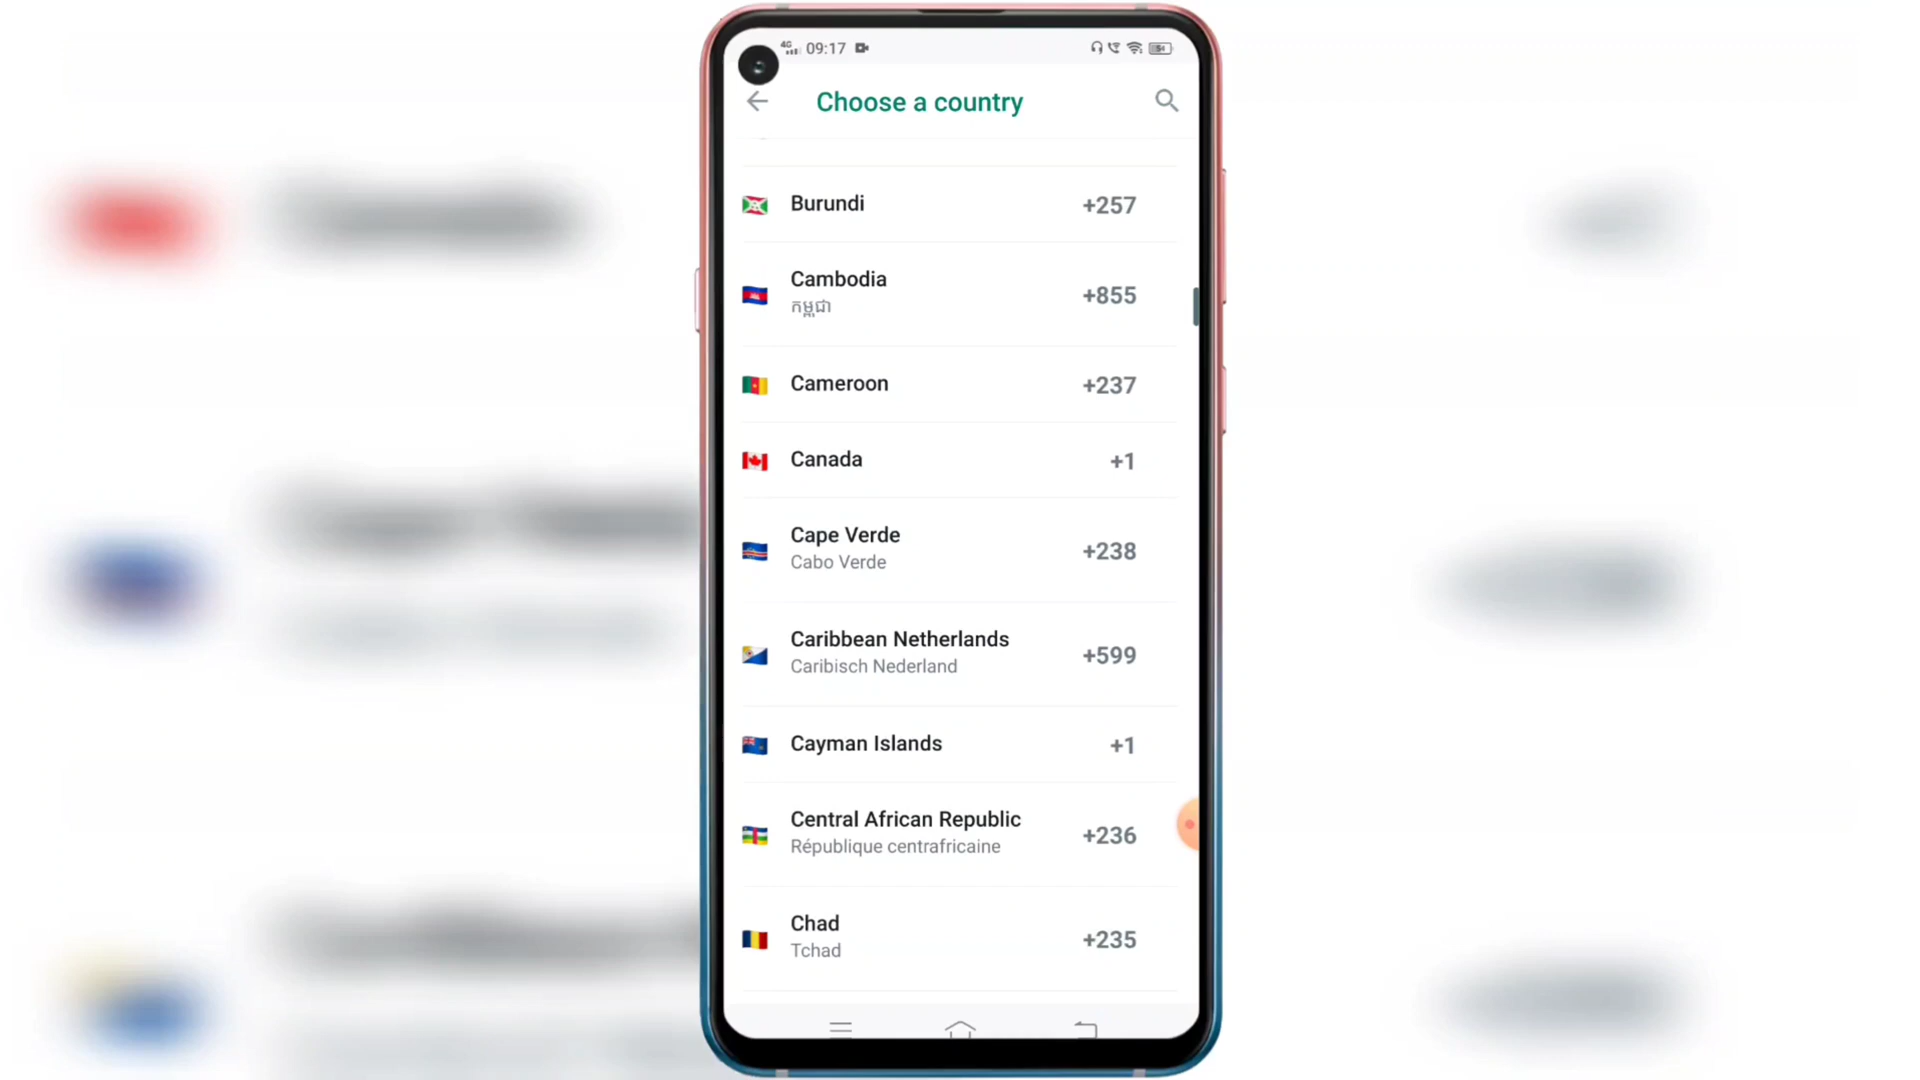 4G 09:17 54
Choose a country
Burundi +257
Cambodia
កម្ពុជា +855
Cameroon +237
Canada +1
Cape Verde
Cabo Verde +238
Caribbean Netherlands
Caribisch Nederland +599
Cayman Islands +1
Central African Republic
République centrafricaine +236
Chad
Tchad +235